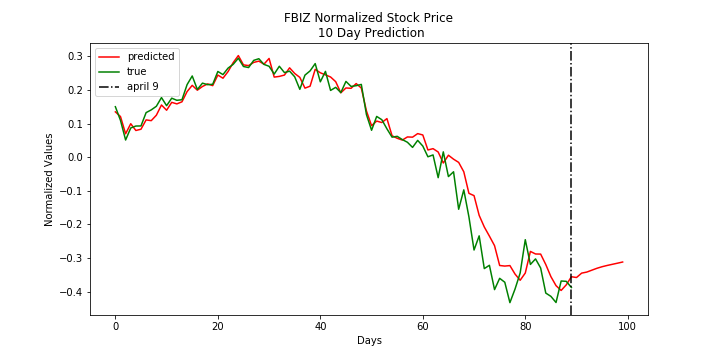 FBIZ Normalized Stock Price
10 Day Prediction
predicted
true
april 9
0.3
0.2
0.1
0.0
−0.1
−0.2
−0.3
−0.4
Normalized Values
0 20 40 60 80 100
Days